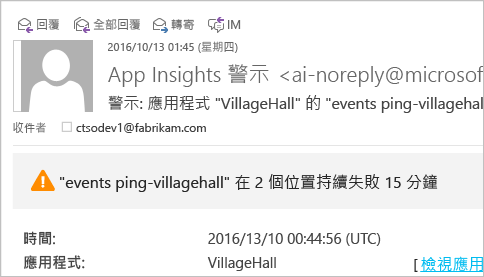 回覆 全部回覆 轉寄 IM
2016/10/13 01:45 (星期四)
App Insights 警示 <ai-noreply@microsof
警示: 應用程式 "VillageHall" 的 "events ping-villagehal
收件者 ctsodev1@fabrikam.com
"events ping-villagehall" 在 2 個位置持續失敗 15 分鐘
時間: 2016/13/10 00:44:56 (UTC)
應用程式: VillageHall [ 檢視應用